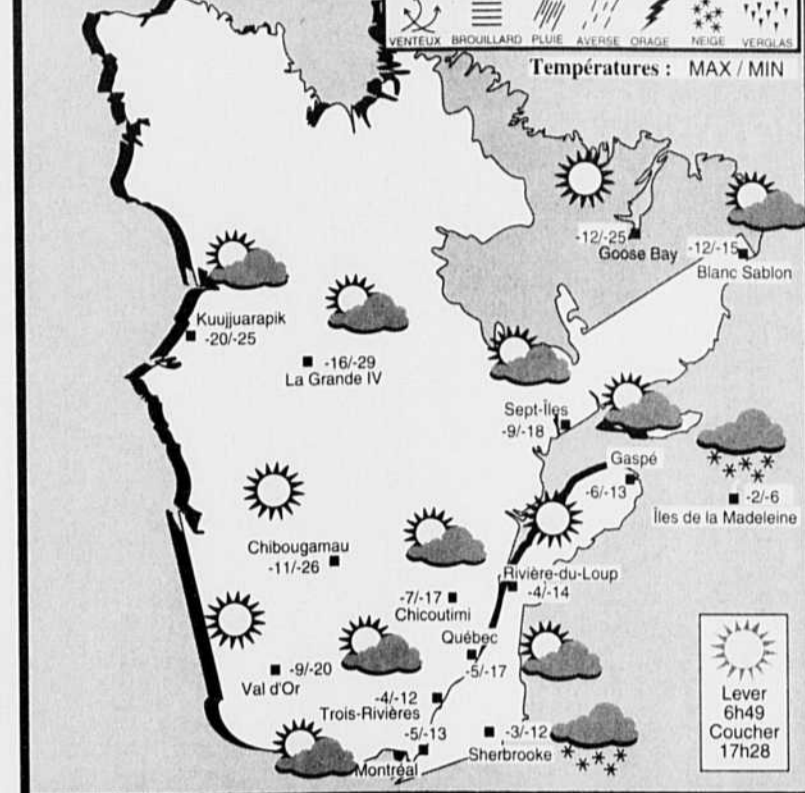 VENTEUX BROUILLARD PLUIE AVERSE ORAGE NEIGE VERGLAS
Températures : MAX / MIN
-12/-25
Goose Bay
-12/-15
Blanc Sablon
Kuujjuarapik
-20/-25
-16/-29
La Grande IV
Sept-Îles
-9/-18
Gaspé
-6/-13
-2/-6
Îles de la Madeleine
Chibougamau
-11/-26
Rivière-du-Loup
-4/-14
-7/-17
Chicoutimi
Québec
-5/-17
-9/-20
Val d'Or
-4/-12
Trois-Rivières
-5/-13
Montréal
-3/-12
Sherbrooke
Lever
6h49
Coucher
17h28